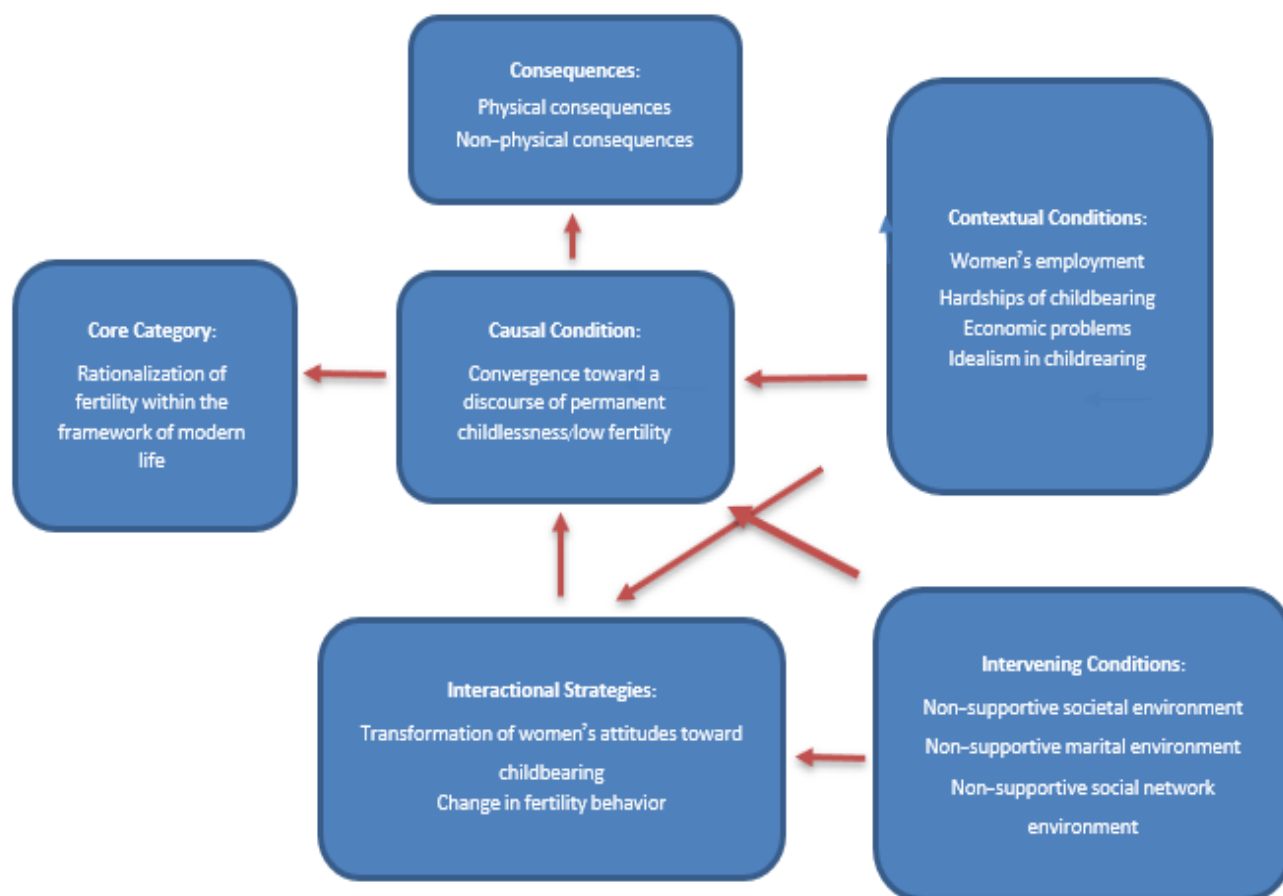 Consequences:
Physical consequences
Non-physical consequences
Contextual Conditions:
Women's employment
Hardships of childbearing
Economic problems
Idealism in childrearing
Core Category:
Rationalization of
fertility within the
framework of modern
life
Causal Condition:
Convergence toward a
discourse of permanent
childlessness/low fertility
Interactional Strategies:
Transformation of women's attitudes toward
childbearing
Change in fertility behavior
Intervening Conditions:
Non-supportive societal environment
Non-supportive marital environment
Non-supportive social network
environment